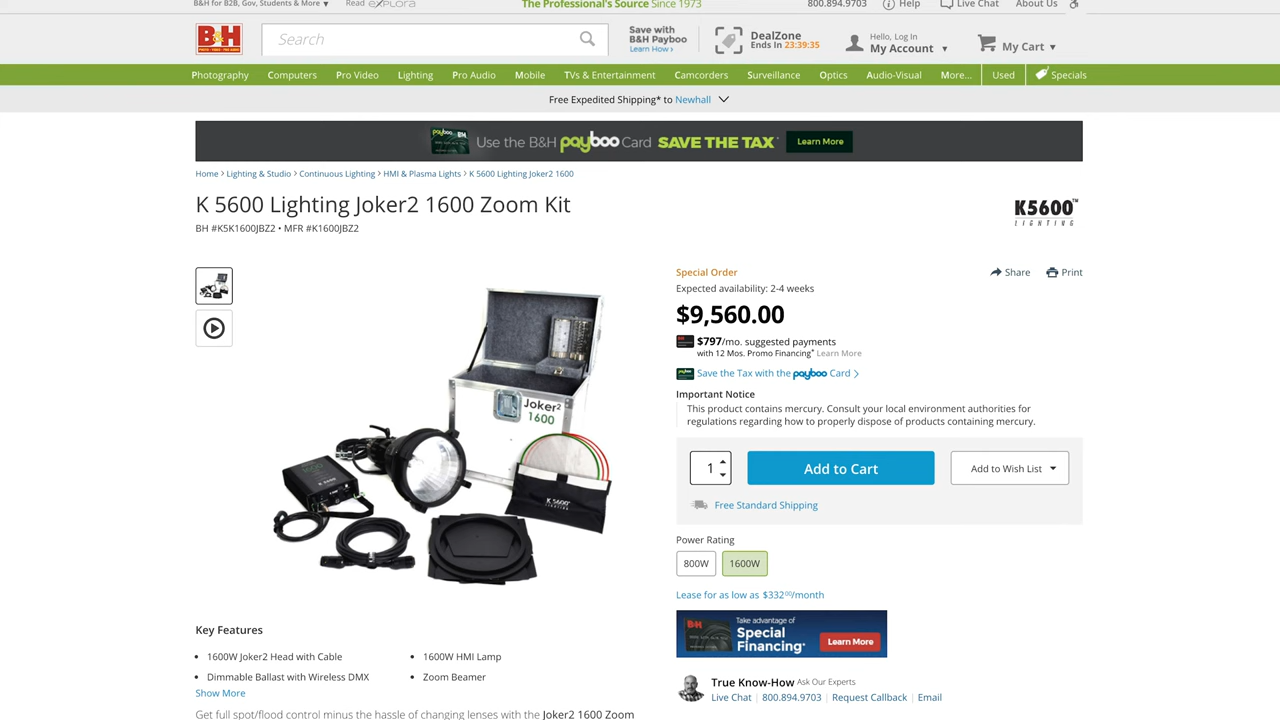 B&H for B2B, Gov, Students & More ▾ Read eXPLORA The Professional's Source Since 1973 800.894.9703 Help Live Chat About Us
B&H
PHOTO · VIDEO · PRO AUDIO
Search
Save with
B&H Payboo
Learn How ›
DealZone
Ends In 23:39:35
Hello, Log In
My Account ▾
My Cart ▾
Photography Computers Pro Video Lighting Pro Audio Mobile TVs & Entertainment Camcorders Surveillance Optics Audio-Visual More... Used Specials
Free Expedited Shipping* to Newhall
payboo B&H Use the B&H payboo Card SAVE THE TAX* Learn More
Home › Lighting & Studio › Continuous Lighting › HMI & Plasma Lights › K 5600 Lighting Joker2 1600
K 5600 Lighting Joker2 1600 Zoom Kit
BH #K5K1600JBZ2 • MFR #K1600JBZ2
K5600™
LIGHTING
Special Order
Share Print
Expected availability: 2-4 weeks
$9,560.00
$797/mo. suggested payments
with 12 Mos. Promo Financing* Learn More
Save the Tax with the payboo Card >
Important Notice
This product contains mercury. Consult your local environment authorities for
regulations regarding how to properly dispose of products containing mercury.
Joker²
1600
K 5600
LIGHTING
K 5600
1 Add to Cart Add to Wish List
Free Standard Shipping
Power Rating
800W 1600W
Lease for as low as $332⁰⁰/month
B&H
Take advantage of
Special
Financing*
Learn More
Key Features
• 1600W Joker2 Head with Cable
• 1600W HMI Lamp
• Dimmable Ballast with Wireless DMX
• Zoom Beamer
Show More
True Know-How Ask Our Experts
Live Chat | 800.894.9703 | Request Callback | Email
Get full spot/flood control minus the hassle of changing lenses with the Joker2 1600 Zoom